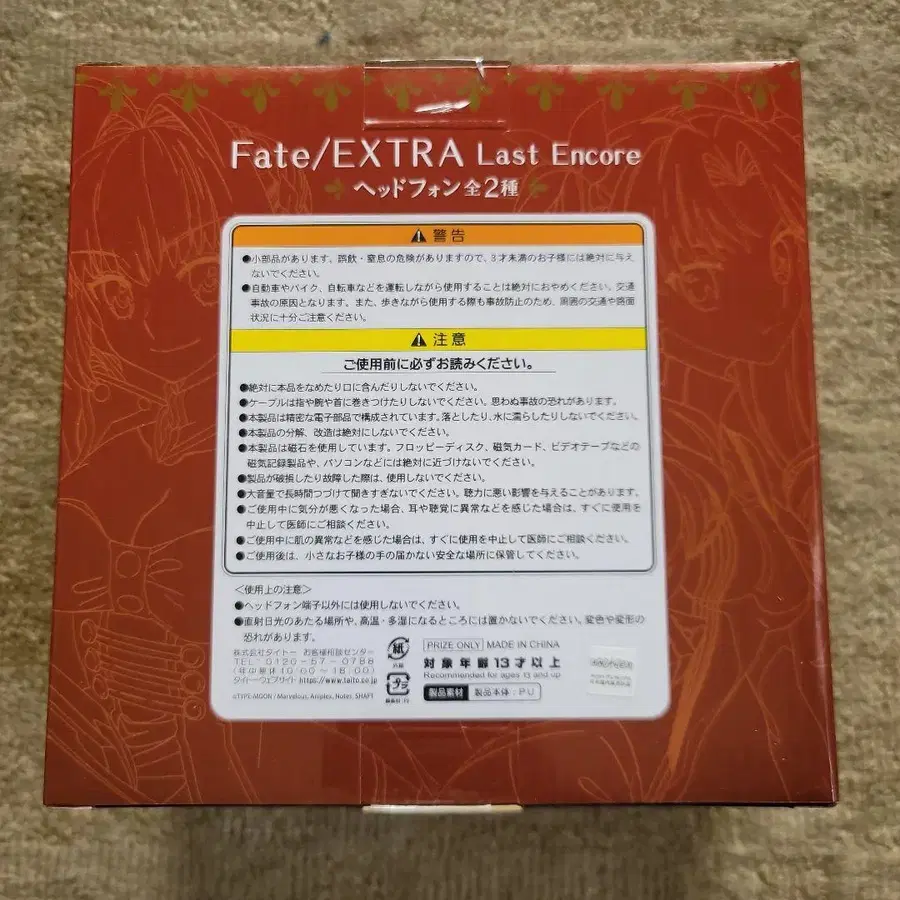 Fate/EXTRA Last Encore
ヘッドフォン全2種
警告
●小部品があります、誤飲・窒息の危険がありますので、3才未満のお子様には絶対に与え
ないでください。
●自動車やバイク、自転車などを運転しながら使用することは絶対におやめください。交通
事故の原因となります。また、歩きながら使用する際も事故防止のため、周囲の交通や路面
状況に十分ご注意ください。
注意
ご使用前に必ずお読みください。
●絶対に本品をなめたり口に含んだりしないでください。
●ケーブルは指や腕や首に巻きつけたりしないでください。思わぬ事故の恐れがあります。
●本製品は精密な電子部品で構成されています。落としたり、水に濡らしたりしないでください。
●本製品の分解、改造は絶対にしないでください。
●本製品は磁石を使用しています。フロッピーディスク、磁気カード、ビデオテープなどの
磁気記録製品や、パソコンなどには絶対に近づけないでください。
●製品が破損したり故障した際は、使用しないでください。
●大音量で長時間つづけて聞きすぎないでください。聴力に悪い影響を与えることがあります。
●ご使用中に気分が悪くなった場合、耳や聴覚に異常などを感じた場合は、すぐに使用を
中止して医師にご相談ください。
●ご使用中に肌の異常などを感じた場合は、すぐに使用を中止して医師にご相談ください。
●ご使用後は、小さなお子様の手の届かない安全な場所に保管してください。
＜使用上の注意＞
●ヘッドフォン端子以外には使用しないでください。
●直射日光のあたる場所や、高温・多湿になるところには置かないでください。変色や変形の
恐れがあります。
株式会社タイトー お客様相談センター
TEL 0120-57-0788
(年中無休10:00～18:00)
タイトーウェブサイト https://www.taito.co.jp
©TYPE-MOON / Marvelous, Aniplex, Notes, SHAFT
紙
プラ
PRIZE ONLY MADE IN CHINA
対象年齢13才以上
Recommended for ages 13 and up
製品素材 製品本体：PU